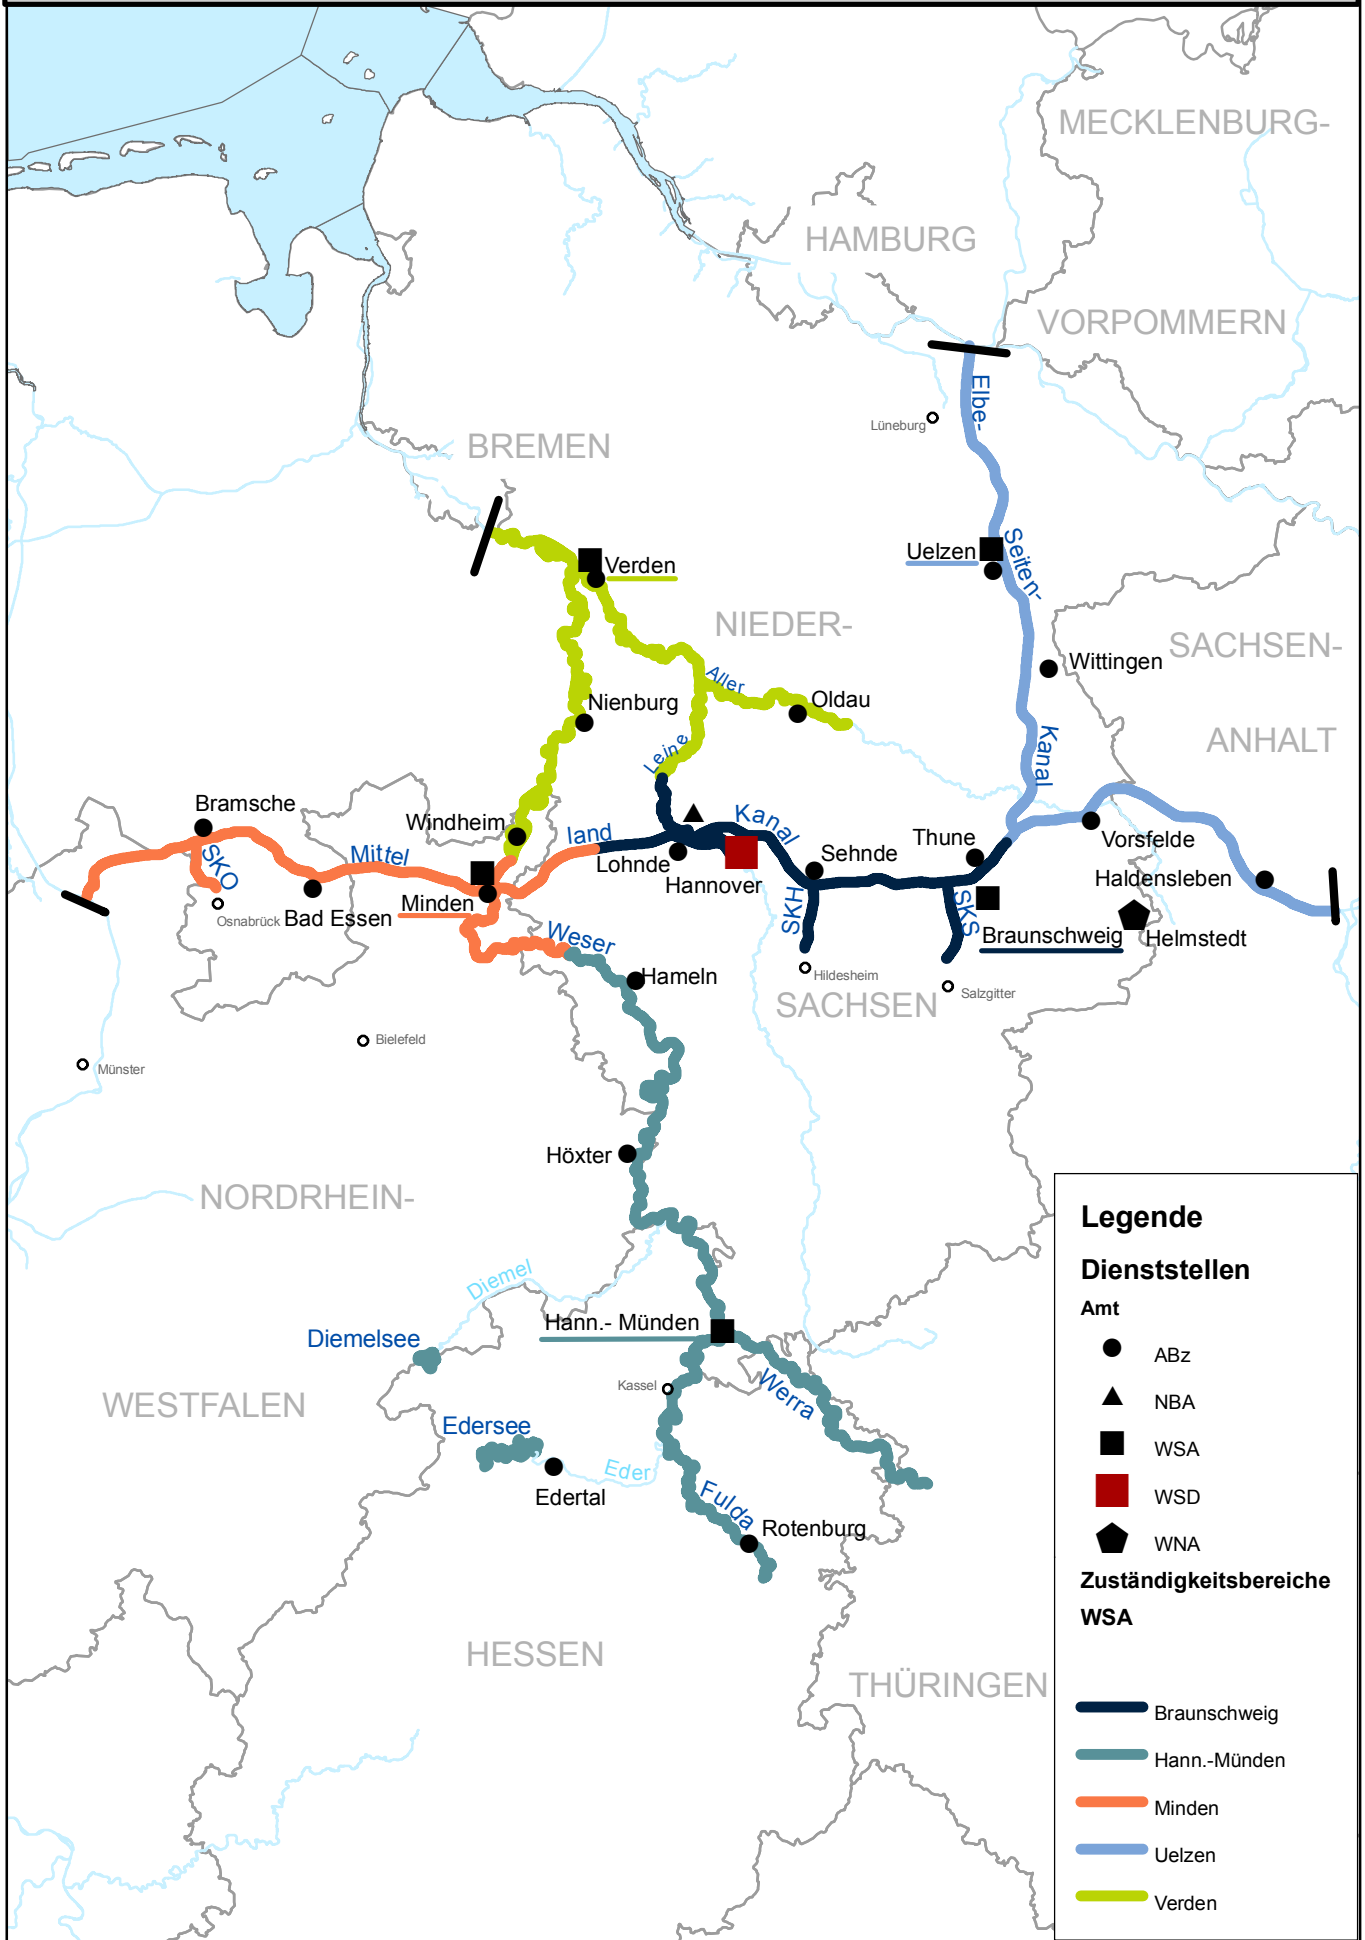 MECKLENBURG-
HAMBURG
VORPOMMERN
Elbe-
Lüneburg
BREMEN
Uelzen
Seiten-
Verden
NIEDER-
SACHSEN-
Wittingen
Aller
Oldau
Nienburg
ANHALT
Leine
Kanal
Bramsche
Windheim
land
Kanal
Thune
Vorsfelde
Mittel
SKO
Lohnde
Sehnde
Hannover
Haldensleben
Minden
Osnabrück
Bad Essen
SKH
SKS
Braunschweig
Helmstedt
Weser
Hameln
Hildesheim
SACHSEN
Salzgitter
Bielefeld
Münster
Höxter
NORDRHEIN-
Diemel
Hann.- Münden
Diemelsee
Kassel
Werra
WESTFALEN
Edersee
Eder
Edertal
Fulda
Rotenburg
HESSEN
THÜRINGEN
Legende
Dienststellen
Amt
ABz
NBA
WSA
WSD
WNA
Zuständigkeitsbereiche
WSA
Braunschweig
Hann.-Münden
Minden
Uelzen
Verden